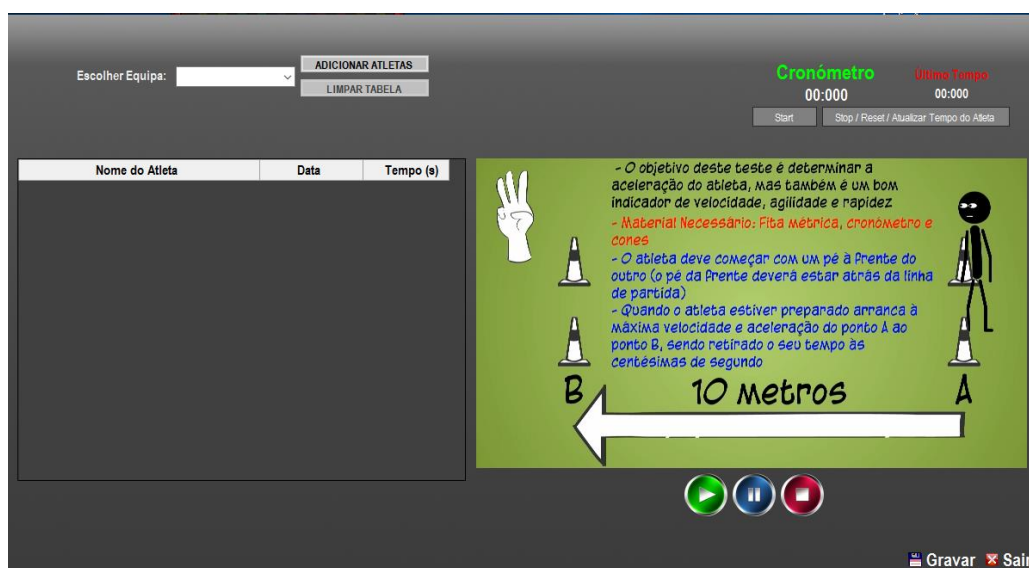 Escolher Equipa:
ADICIONAR ATLETAS
LIMPAR TABELA
Cronómetro
Último Tempo
00:000
00:000
Start
Stop / Reset / Atualizar Tempo do Atleta
Nome do Atleta
Data
Tempo (s)
- O objetivo deste teste é determinar a
aceleração do atleta, mas também é um bom
indicador de velocidade, agilidade e rapidez
- Material Necessário: Fita métrica, cronómetro e
cones
- O atleta deve começar com um pé à frente do
outro (o pé da frente deverá estar atrás da linha
de partida)
- Quando o atleta estiver preparado arranca à
máxima velocidade e aceleração do ponto A ao
ponto B, sendo retirado o seu tempo às
centésimas de segundo
B
10 metros
A
Gravar
Sair